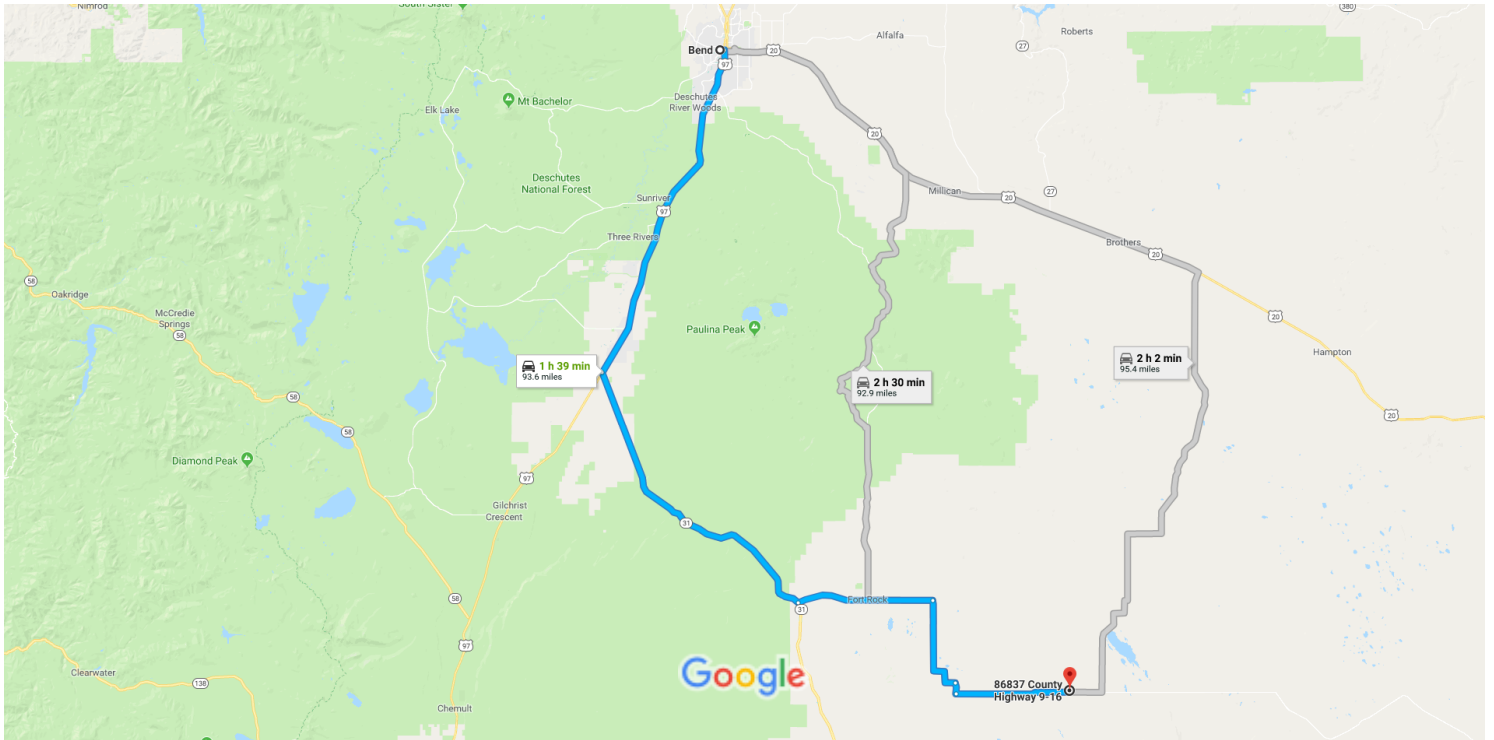 Nimrod
South Sister
380
Bend
20
Alfalfa
Roberts
27
97
Mt Bachelor
Elk Lake
Deschutes
River Woods
20
Deschutes
National Forest
Sunriver
97
Millican
20
27
Three Rivers
Brothers
20
58
Oakridge
McCredie
Springs
58
Paulina Peak
20
Hampton
1 h 39 min
93.6 miles
2 h 30 min
92.9 miles
2 h 2 min
95.4 miles
58
20
58
Diamond Peak
97
Gilchrist
Crescent
31
58
Fort Rock
31
97
Clearwater
138
Google
86837 County
Highway 9-16
Chemult